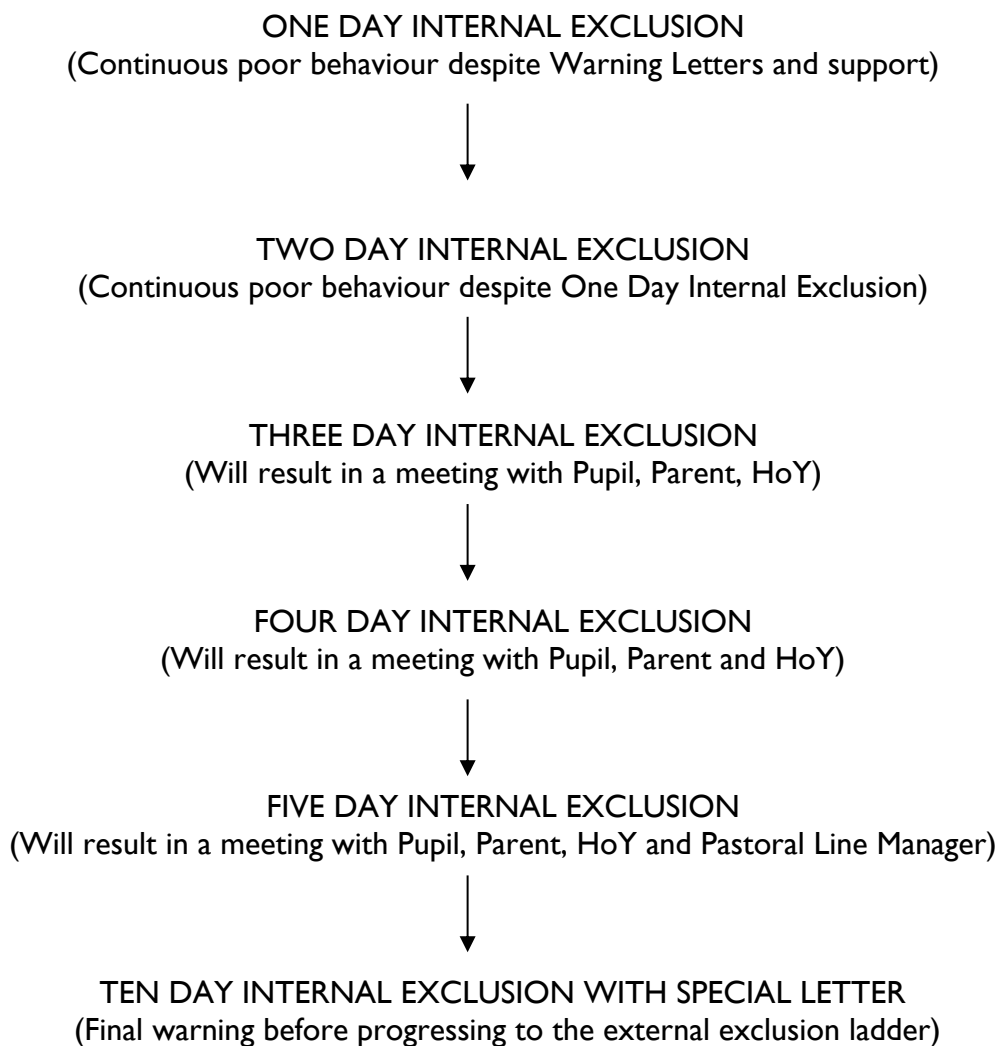 ONE DAY INTERNAL EXCLUSION
(Continuous poor behaviour despite Warning Letters and support)
TWO DAY INTERNAL EXCLUSION
(Continuous poor behaviour despite One Day Internal Exclusion)
THREE DAY INTERNAL EXCLUSION
(Will result in a meeting with Pupil, Parent, HoY)
FOUR DAY INTERNAL EXCLUSION
(Will result in a meeting with Pupil, Parent and HoY)
FIVE DAY INTERNAL EXCLUSION
(Will result in a meeting with Pupil, Parent, HoY and Pastoral Line Manager)
TEN DAY INTERNAL EXCLUSION WITH SPECIAL LETTER
(Final warning before progressing to the external exclusion ladder)